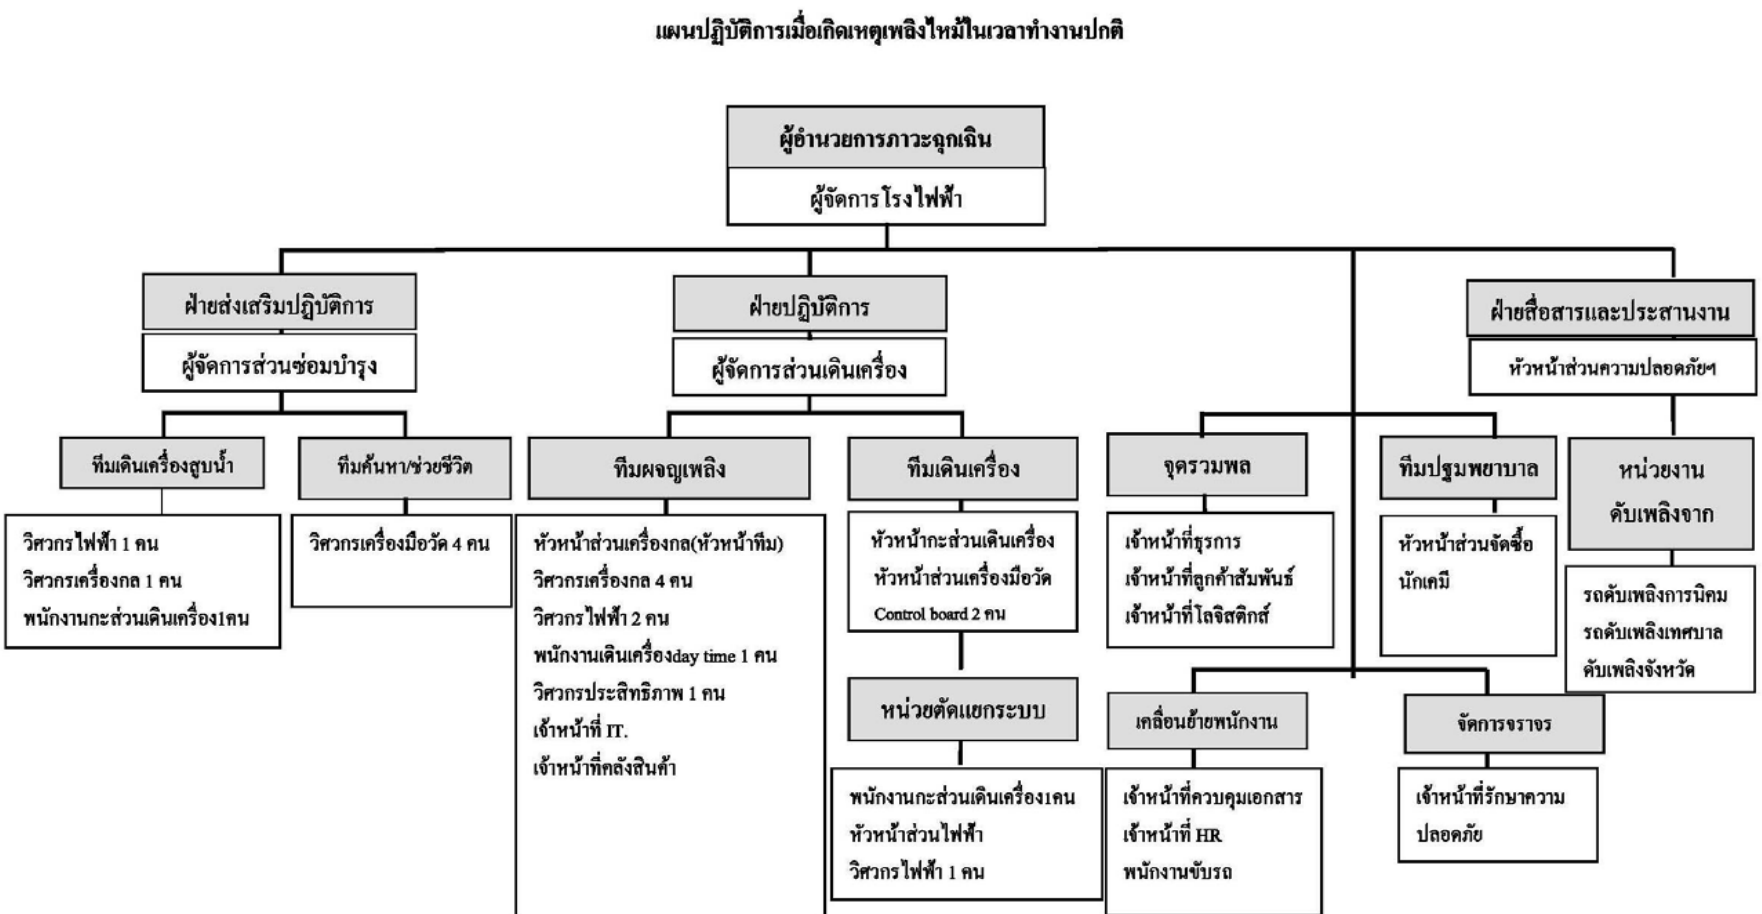 แผนปฏิบัติการเมื่อเกิดเหตุเพลิงไหม้ในเวลาทำงานปกติ
ผู้อำนวยการภาวะฉุกเฉิน
ผู้จัดการโรงไฟฟ้า
ฝ่ายส่งเสริมปฎิบัติการ
ผู้จัดการส่วนซ่อมบำรุง
ฝ่ายปฎิบัติการ
ผู้จัดการส่วนเดินเครื่อง
ฝ่ายสื่อสารและประสานงาน
หัวหน้าส่วนความปลอดภัยฯ
ทีมเดินเครื่องสูบน้ำ
วิศวกรไฟฟ้า 1 คน
วิศวกรเครื่องกล 1 คน
พนักงานกะส่วนเดินเครื่อง1คน
ทีมค้นหา/ช่วยชีวิต
วิศวกรเครื่องมือวัด 4 คน
ทีมผจญเพลิง
หัวหน้าส่วนเครื่องกล(หัวหน้าทีม)
วิศวกรเครื่องกล 4 คน
วิศวกรไฟฟ้า 2 คน
พนักงานเดินเครื่องday time 1 คน
วิศวกรประสิทธิภาพ 1 คน
เจ้าหน้าที่ IT.
เจ้าหน้าที่คลังสินค้า
ทีมเดินเครื่อง
หัวหน้ากะส่วนเดินเครื่อง
หัวหน้าส่วนเครื่องมือวัด
Control board 2 คน
หน่วยตัดแยกระบบ
พนักงานกะส่วนเดินเครื่อง1คน
หัวหน้าส่วนไฟฟ้า
วิศวกรไฟฟ้า 1 คน
จุดรวมพล
เจ้าหน้าที่ธุรการ
เจ้าหน้าที่ลูกค้าสัมพันธ์
เจ้าหน้าที่โลจิสติกส์
ทีมปฐมพยาบาล
หัวหน้าส่วนจัดซื้อ
นักเคมี
หน่วยงาน
ดับเพลิงจาก
รถดับเพลิงการนิคม
รถดับเพลิงเทศบาล
ดับเพลิงจังหวัด
เคลื่อนย้ายพนักงาน
เจ้าหน้าที่ควบคุมเอกสาร
เจ้าหน้าที่ HR
พนักงานขับรถ
จัดการจราจร
เจ้าหน้าที่รักษาความ
ปลอดภัย